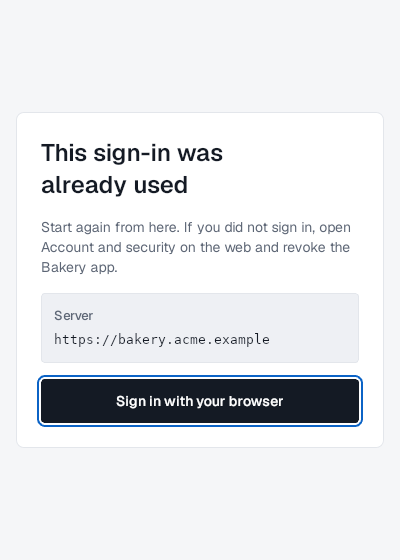 This sign-in was
already used
Start again from here. If you did not sign in, open
Account and security on the web and revoke the
Bakery app.
Server
https://bakery.acme.example
Sign in with your browser